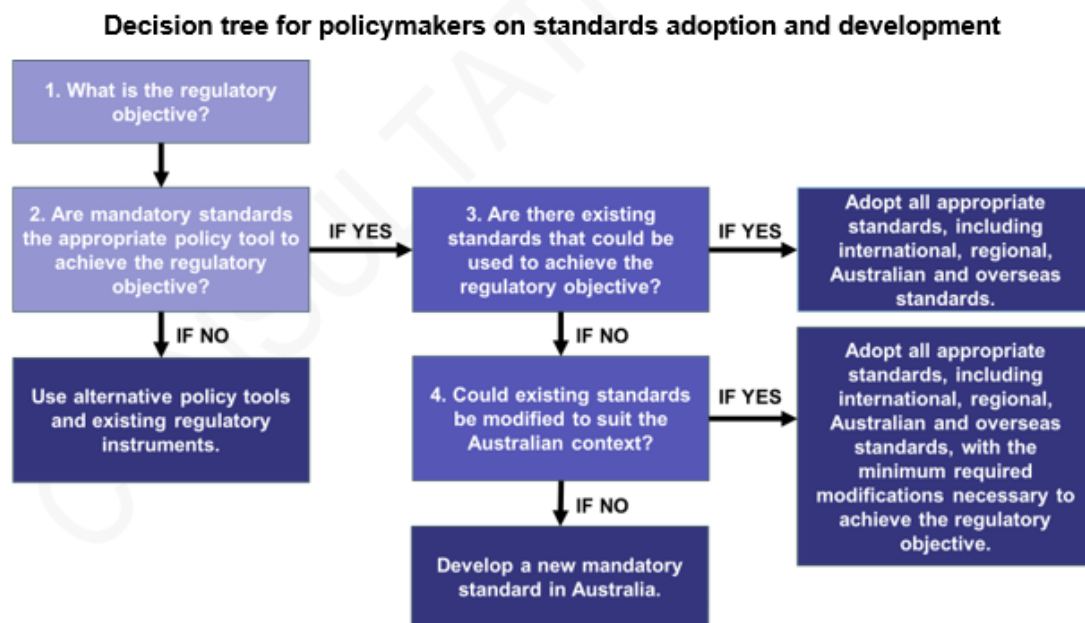 Decision tree for policymakers on standards adoption and development
1. What is the regulatory
objective?
2. Are mandatory standards
the appropriate policy tool to
achieve the regulatory
objective?
IF YES
3. Are there existing
standards that could be
used to achieve the
regulatory objective?
IF YES
Adopt all appropriate
standards, including
international, regional,
Australian and overseas
standards.
IF NO
Use alternative policy tools
and existing regulatory
instruments.
IF NO
4. Could existing standards
be modified to suit the
Australian context?
IF YES
Adopt all appropriate
standards, including
international, regional,
Australian and overseas
standards, with the
minimum required
modifications necessary to
achieve the regulatory
objective.
IF NO
Develop a new mandatory
standard in Australia.